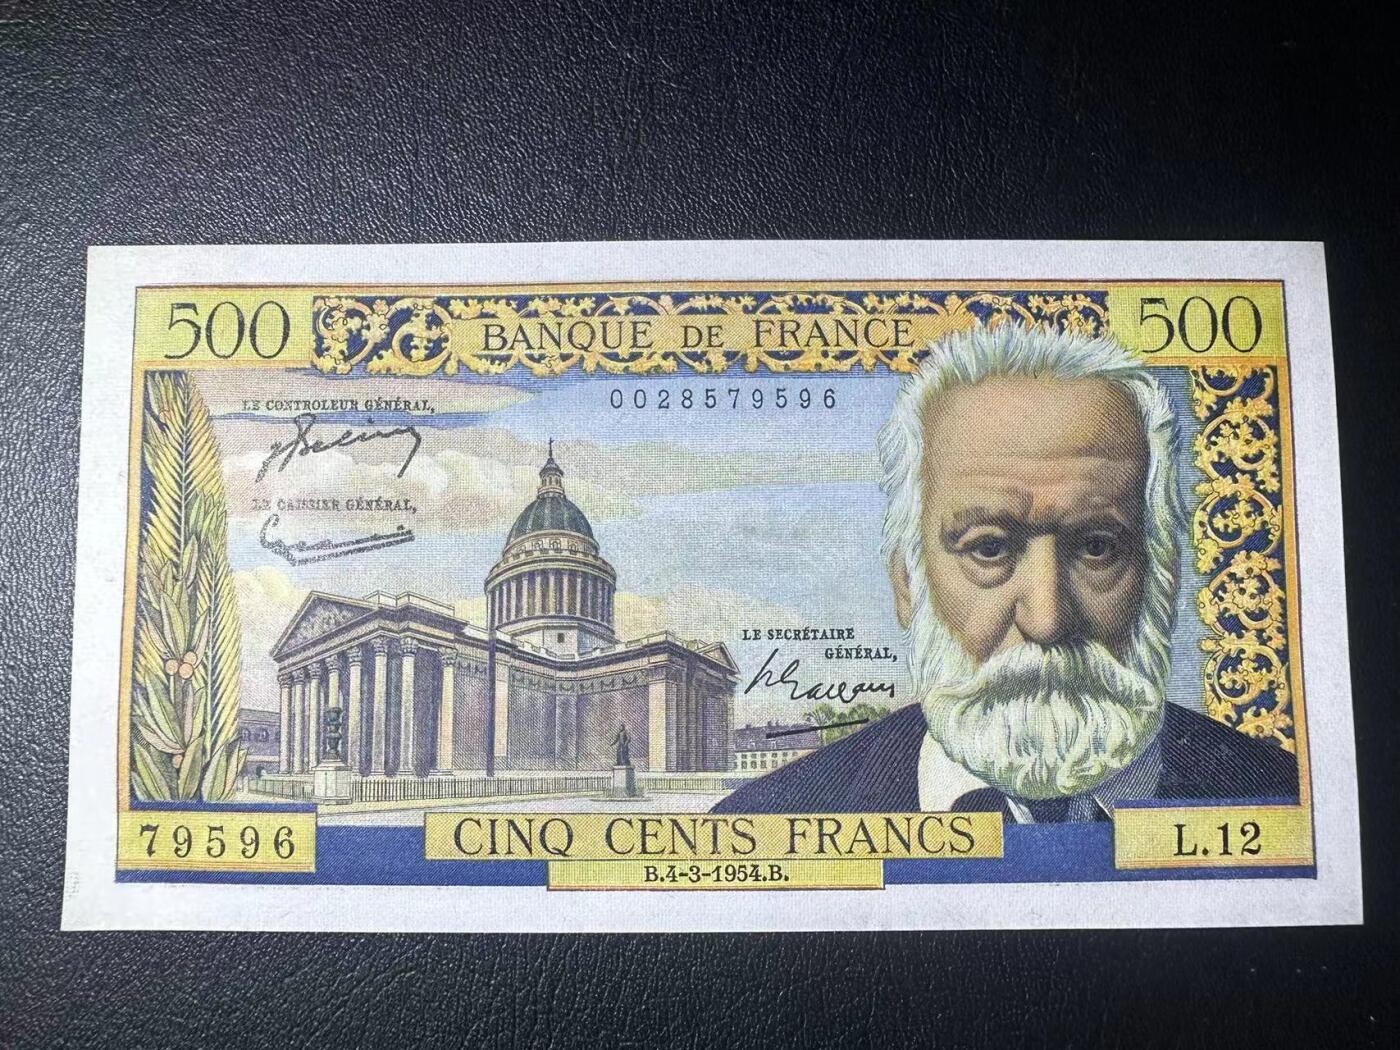 500 BANQUE DE FRANCE 500
0028579596
LE CONTROLEUR GÉNÉRAL,
LE CAISSIER GÉNÉRAL,
LE SECRÉTAIRE
GÉNÉRAL,
79596
CINQ CENTS FRANCS
L.12
B.4-3-1954.B.